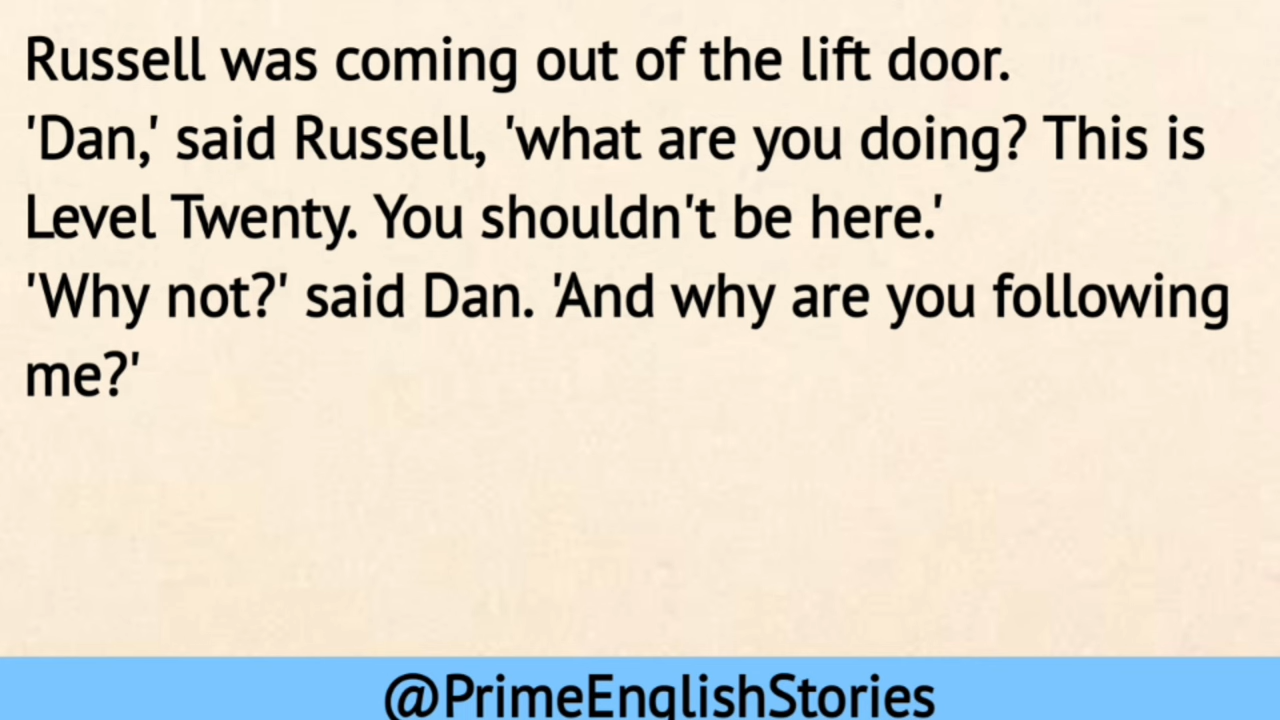 Russell was coming out of the lift door.
'Dan,' said Russell, 'what are you doing? This is
Level Twenty. You shouldn't be here.'
'Why not?' said Dan. 'And why are you following
me?'
@PrimeEnglishStories